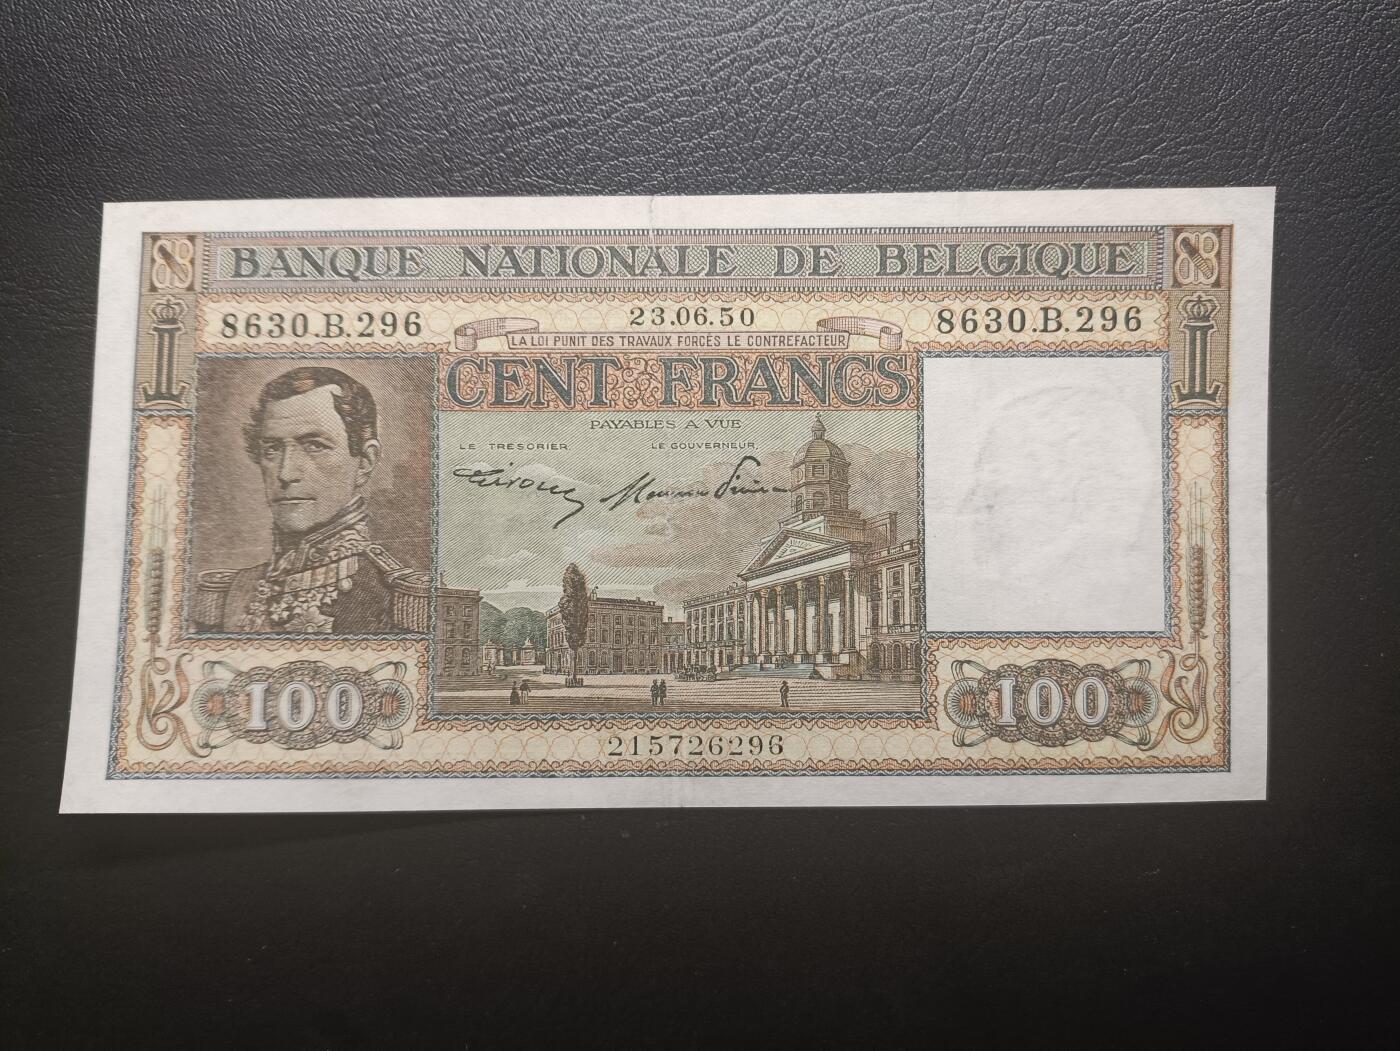 BANQUE NATIONALE DE BELGIQUE
8630.B.296 23.06.50 8630.B.296
LA LOI PUNIT DES TRAVAUX FORCÉS LE CONTREFACTEUR
CENT FRANCS
PAYABLES A VUE
LE TRÉSORIER. LE GOUVERNEUR,
100 100
215726296